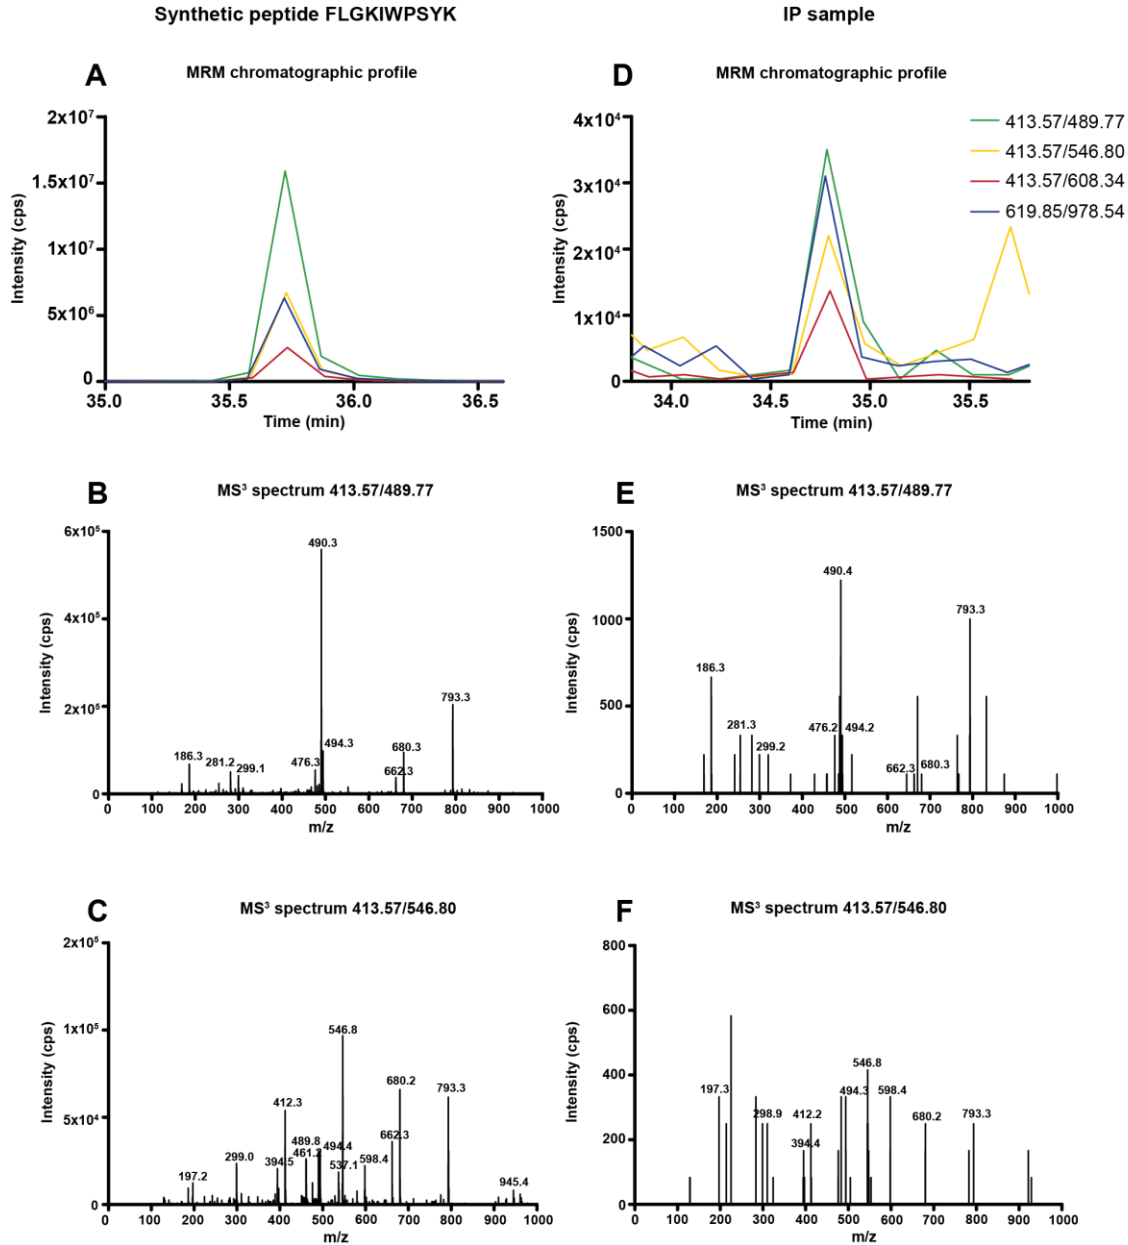 Synthetic peptide FLGKIWPSYK
IP sample
A
MRM chromatographic profile
2x10⁷
1.5x10⁷
1x10⁷
5x10⁶
0
Intensity (cps)
35.0 35.5 36.0 36.5
Time (min)
D
MRM chromatographic profile
4x10⁴
3x10⁴
2x10⁴
1x10⁴
0
Intensity (cps)
34.0 34.5 35.0 35.5
Time (min)
413.57/489.77
413.57/546.80
413.57/608.34
619.85/978.54
B
MS³ spectrum 413.57/489.77
6x10⁵
4x10⁵
2x10⁵
0
Intensity (cps)
490.3
793.3
186.3
281.2
299.1
476.3
494.3
662.3
680.3
0 100 200 300 400 500 600 700 800 900 1000
m/z
E
MS³ spectrum 413.57/489.77
1500
1000
500
0
Intensity (cps)
490.4
793.3
186.3
281.3
299.2
476.2
494.2
662.3
680.3
0 100 200 300 400 500 600 700 800 900 1000
m/z
C
MS³ spectrum 413.57/546.80
2x10⁵
1x10⁵
5x10⁴
0
Intensity (cps)
546.8
680.2
793.3
412.3
662.3
489.8
461.2
494.4
299.0
394.5
537.1
598.4
197.2
945.4
0 100 200 300 400 500 600 700 800 900 1000
m/z
F
MS³ spectrum 413.57/546.80
800
600
400
200
0
Intensity (cps)
546.8
197.3
494.3
598.4
298.9
412.2
394.4
680.2
793.3
0 100 200 300 400 500 600 700 800 900 1000
m/z